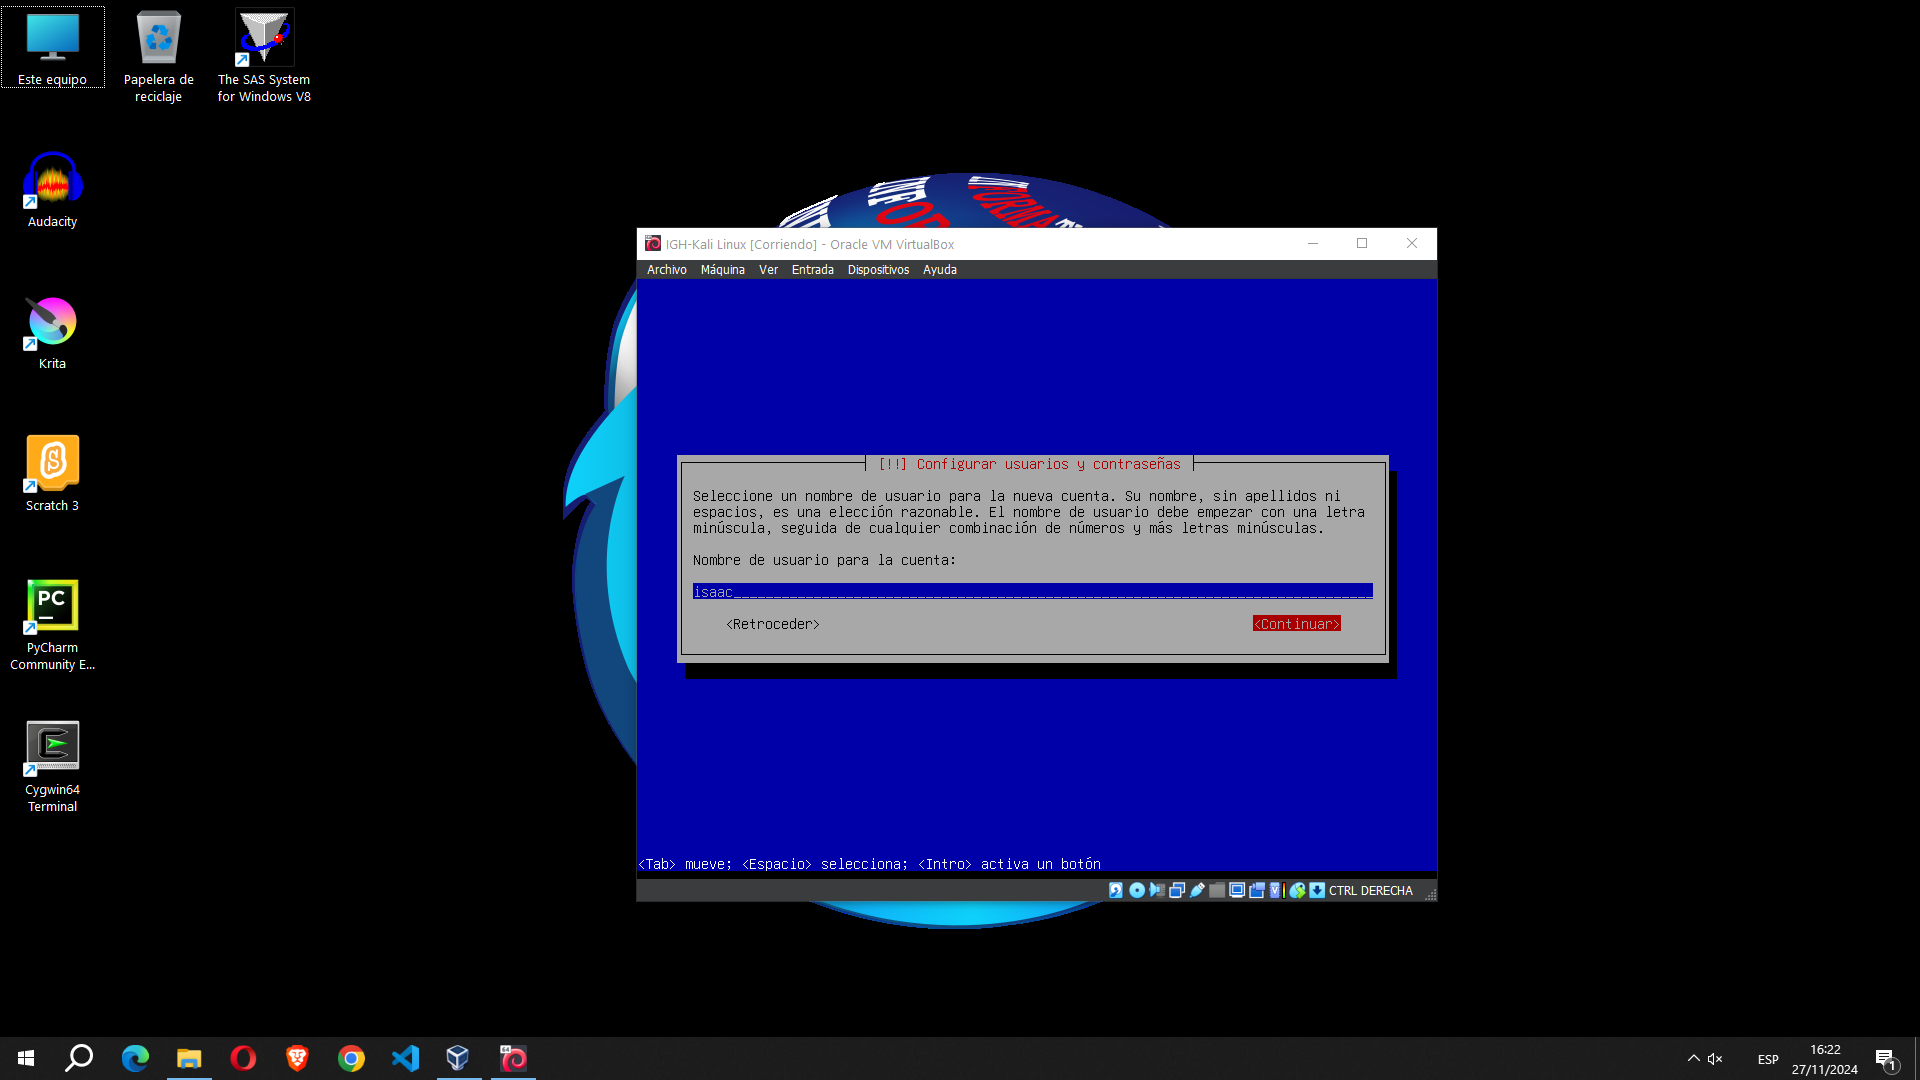 Este equipo
Papelera de
reciclaje
The SAS System
for Windows V8
Audacity
Krita
Scratch 3
PyCharm
Community E...
Cygwin64
Terminal
IGH-Kali Linux [Corriendo] - Oracle VM VirtualBox
Archivo Máquina Ver Entrada Dispositivos Ayuda
[!!] Configurar usuarios y contraseñas
Seleccione un nombre de usuario para la nueva cuenta. Su nombre, sin apellidos ni
espacios, es una elección razonable. El nombre de usuario debe empezar con una letra
minúscula, seguida de cualquier combinación de números y más letras minúsculas.
Nombre de usuario para la cuenta:
isaac
<Retroceder> <Continuar>
<Tab> mueve; <Espacio> selecciona; <Intro> activa un botón
CTRL DERECHA
ESP
16:22
27/11/2024
1